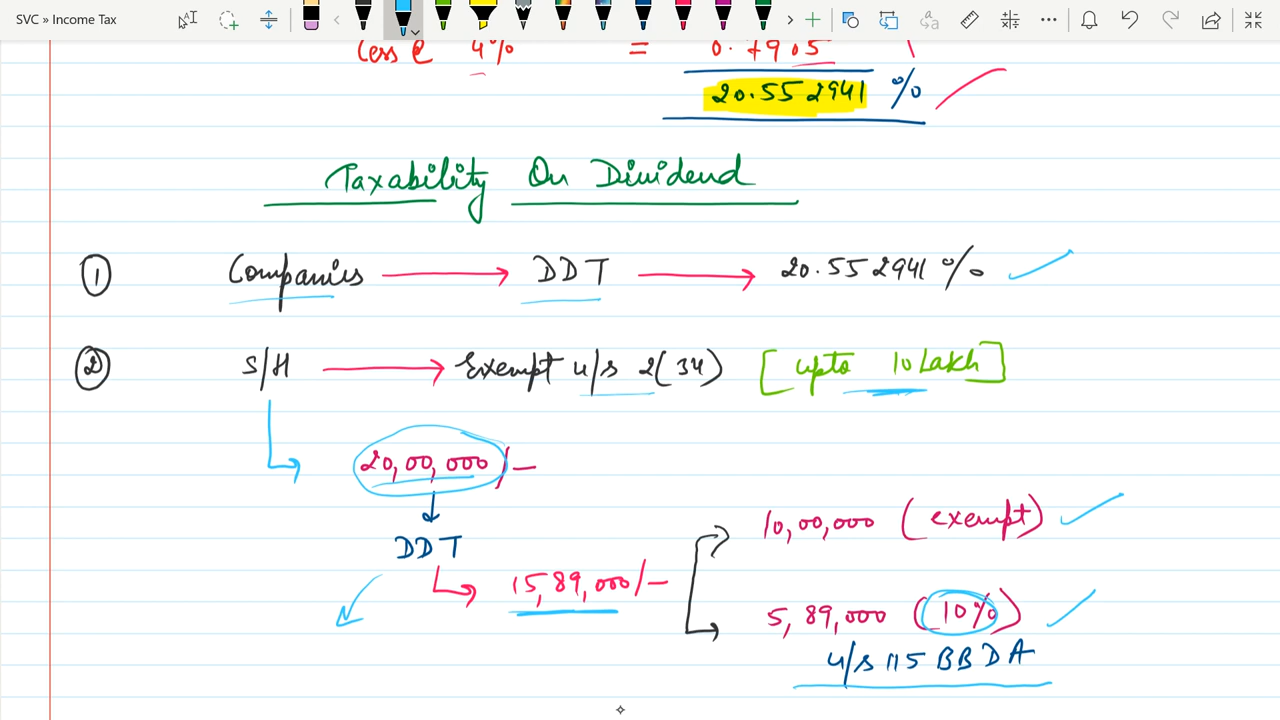 SVC > Income Tax
Cess @ 4% = 0.7905
20.552941 %
Taxability On Dividend
① Companies → DDT → 20.552941 %
② S/H → Exempt u/s 2(34) [upto 10 Lakh]
20,00,000/-
10,00,000 (exempt)
DDT
15,89,000/-
5,89,000 (10%)
u/s 115 BBDA